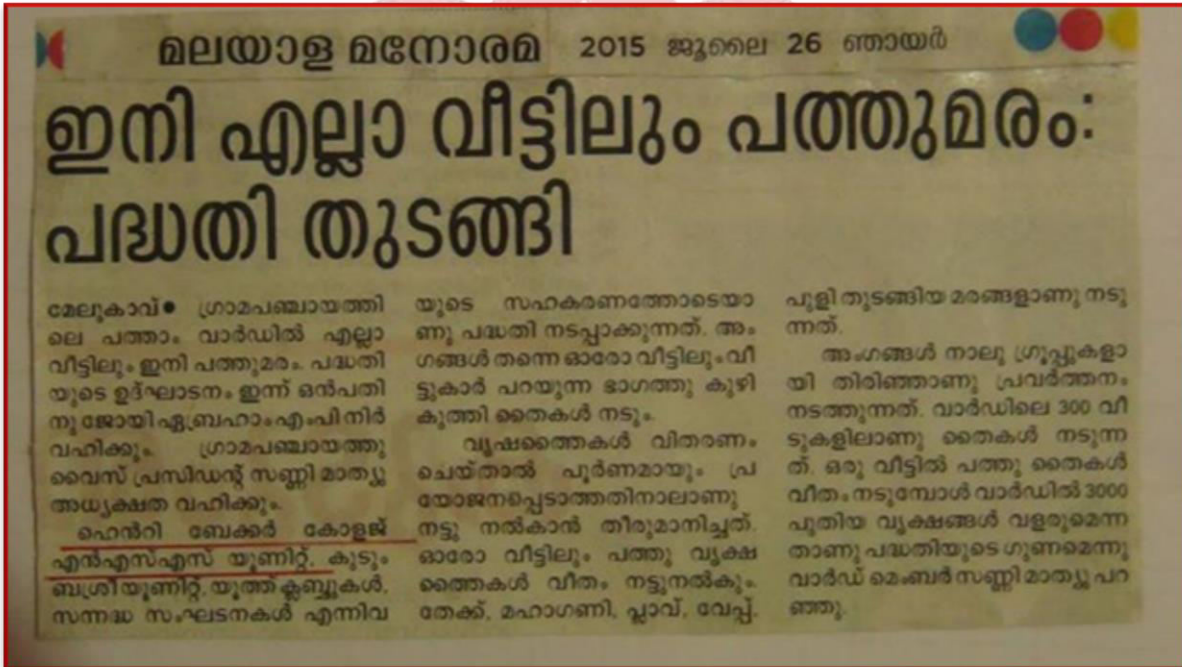 മലയാള മനോരമ 2015 ജൂലൈ 26 ഞായർ
ഇനി എല്ലാ വീട്ടിലും പത്തുമരം:
പദ്ധതി തുടങ്ങി
മേലുകാവ്● ഗ്രാമപഞ്ചായത്തി
ലെ പത്താം വാർഡിൽ എല്ലാ
വീട്ടിലും ഇനി പത്തുമരം. പദ്ധതി
യുടെ ഉദ്ഘാടനം ഇന്ന് ഒൻപതി
നു ജോയി ഏബ്രഹാം എംപി നിർ
വഹിക്കും. ഗ്രാമപഞ്ചായത്തു
വൈസ് പ്രസിഡന്റ് സണ്ണി മാത്യു
അധ്യക്ഷത വഹിക്കും.
ഹെൻറി ബേക്കർ കോളജ്
എൻഎസ്എസ് യൂണിറ്റ്, കുടും
ബശ്രീ യൂണിറ്റ്, യൂത്ത് ക്ലബ്ബുകൾ,
സന്നദ്ധ സംഘടനകൾ എന്നിവ
യുടെ സഹകരണത്തോടെയാ
ണു പദ്ധതി നടപ്പാക്കുന്നത്. അം
ഗങ്ങൾ തന്നെ ഓരോ വീട്ടിലും വീ
ട്ടുകാർ പറയുന്ന ഭാഗത്തു കുഴി
കുത്തി തൈകൾ നടും.
വൃഷത്തൈകൾ വിതരണം
ചെയ്താൽ പൂർണമായും പ്ര
യോജനപ്പെടാത്തതിനാലാണു
നട്ടു നൽകാൻ തീരുമാനിച്ചത്.
ഓരോ വീട്ടിലും പത്തു വൃക്ഷ
ത്തൈകൾ വീതം നട്ടുനൽകും.
തേക്ക്, മഹാഗണി, പ്ലാവ്, വേപ്പ്,
പുളി തുടങ്ങിയ മരങ്ങളാണു നടു
ന്നത്.
അംഗങ്ങൾ നാലു ഗ്രൂപ്പുകളാ
യി തിരിഞ്ഞാണു പ്രവർത്തനം
നടത്തുന്നത്. വാർഡിലെ 300 വീ
ടുകളിലാണു തൈകൾ നടുന്ന
ത്. ഒരു വീട്ടിൽ പത്തു തൈകൾ
വീതം നടുമ്പോൾ വാർഡിൽ 3000
പുതിയ വൃക്ഷങ്ങൾ വളരുമെന്ന
താണു പദ്ധതിയുടെ ഗുണമെന്നു
വാർഡ് മെംബർ സണ്ണി മാത്യു പറ
ഞ്ഞു.